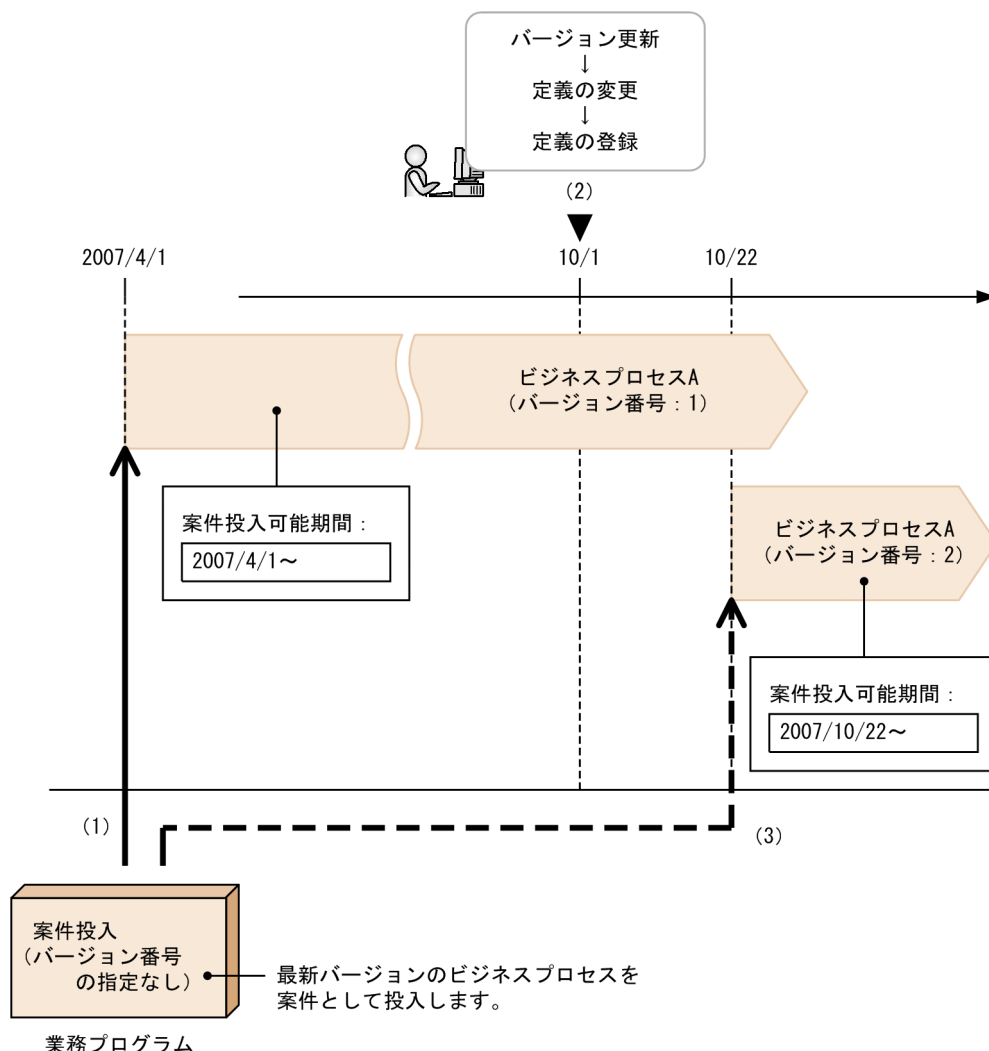 バージョン更新
↓
定義の変更
↓
定義の登録
(2)
2007/4/1
10/1
10/22
ビジネスプロセスA
(バージョン番号：1)
案件投入可能期間：
2007/4/1～
ビジネスプロセスA
(バージョン番号：2)
案件投入可能期間：
2007/10/22～
(1)
(3)
案件投入
(バージョン番号
の指定なし)
最新バージョンのビジネスプロセスを
案件として投入します。
業務プログラム